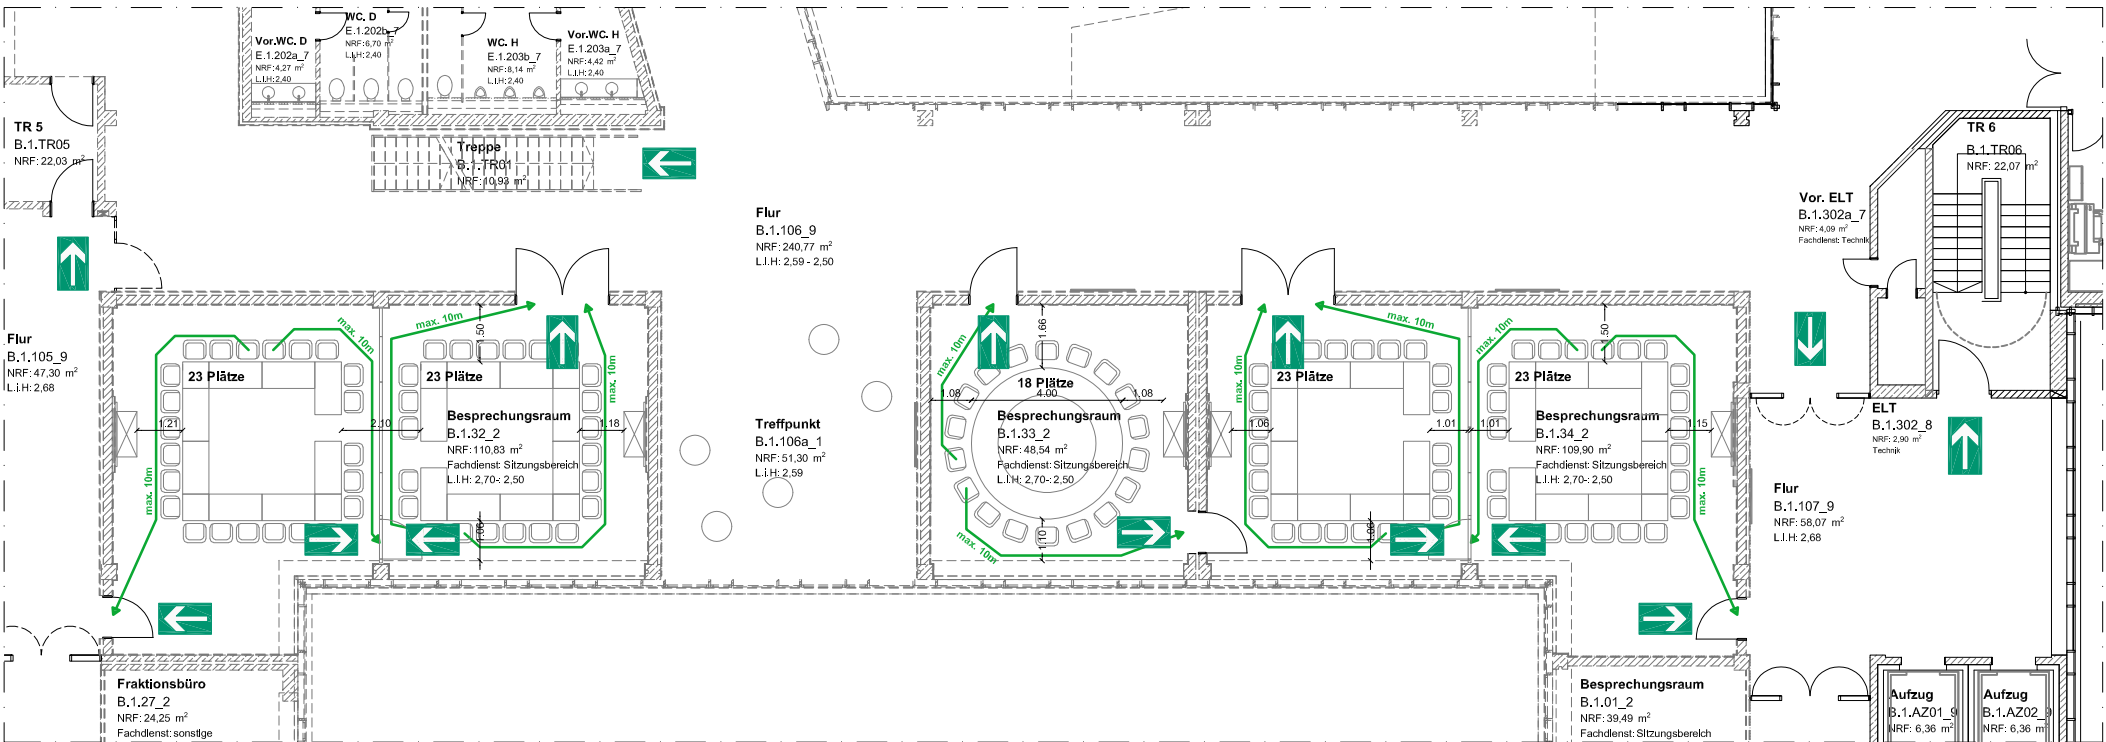 Vor.WC. D
E.1.202a_7
NRF: 4,27 m²
L.I.H: 2,40
WC. D
E.1.202b_7
NRF: 6,70 m²
L.I.H: 2,40
WC. H
E.1.203b_7
NRF: 8,14 m²
L.I.H: 2,40
Vor.WC. H
E.1.203a_7
NRF: 4,42 m²
L.I.H: 2,40
TR 5
B.1.TR05
NRF: 22,03 m²
Treppe
B.1.TR01
NRF: 10,93 m²
Flur
B.1.106_9
NRF: 240,77 m²
L.I.H: 2,59 - 2,50
TR 6
B.1.TR06
NRF: 22,07 m²
Vor. ELT
B.1.302a_7
NRF: 4,09 m²
Fachdienst: Technik
Flur
B.1.105_9
NRF: 47,30 m²
L.I.H: 2,68
max. 10m
max. 10m
23 Plätze
1.21
2.10
max. 10m
1.50
max. 10m
23 Plätze
Besprechungsraum
B.1.32_2
NRF: 110,83 m²
Fachdienst: Sitzungsbereich
L.I.H: 2,70-: 2,50
1.18
1.06
Treffpunkt
B.1.106a_1
NRF: 51,30 m²
L.I.H: 2,59
max. 10m
1.66
18 Plätze
1.08
4.00
1.08
Besprechungsraum
B.1.33_2
NRF: 48,54 m²
Fachdienst: Sitzungsbereich
L.I.H: 2,70-: 2,50
1.10
max. 10m
max. 10m
max. 10m
23 Plätze
1.06
1.01
1.06
max. 10m
1.50
23 Plätze
1.01
Besprechungsraum
B.1.34_2
NRF: 109,90 m²
Fachdienst: Sitzungsbereich
L.I.H: 2,70-: 2,50
1.15
max. 10m
ELT
B.1.302_8
NRF: 2,90 m²
Technik
Flur
B.1.107_9
NRF: 58,07 m²
L.I.H: 2,68
Fraktionsbüro
B.1.27_2
NRF: 24,25 m²
Fachdienst: sonstige
Besprechungsraum
B.1.01_2
NRF: 39,49 m²
Fachdienst: Sitzungsbereich
Aufzug
B.1.AZ01_9
NRF: 6,36 m²
Aufzug
B.1.AZ02_9
NRF: 6,36 m²